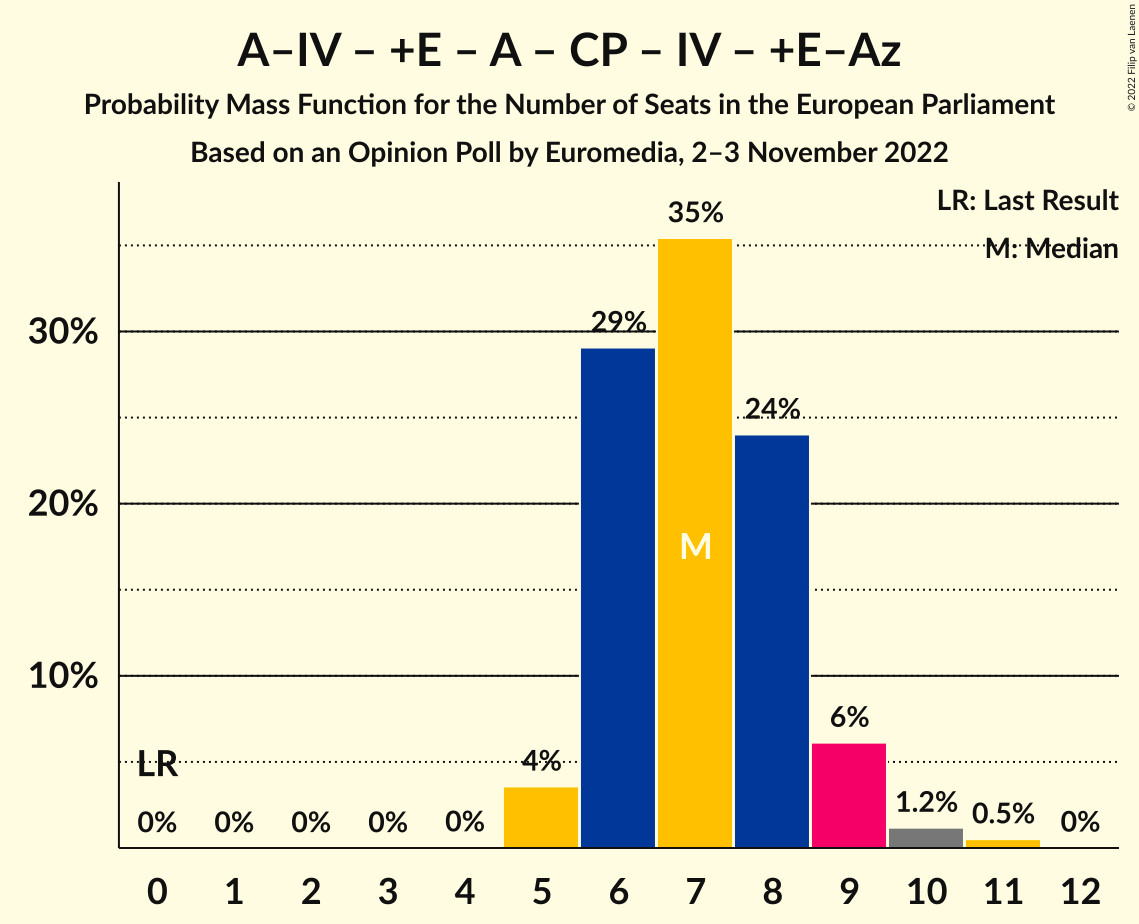 A–IV – +E – A – CP – IV – +E–Az
Probability Mass Function for the Number of Seats in the European Parliament
Based on an Opinion Poll by Euromedia, 2–3 November 2022
© 2022 Filip van Laenen
LR: Last Result
M: Median
35%
30%
29%
24%
20%
M
10%
6%
LR
4%
1.2%
0.5%
0% 0% 0% 0% 0% 0%
0 1 2 3 4 5 6 7 8 9 10 11 12